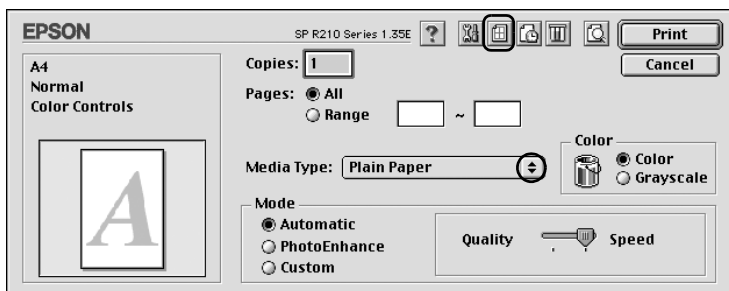 EPSON SP R210 Series 1.35E ? Print
A4 Copies: 1 Cancel
Normal
Color Controls
Pages: All
Range ~
Media Type: Plain Paper
Color
Color
Grayscale
A
Mode
Automatic
PhotoEnhance
Custom
Quality Speed